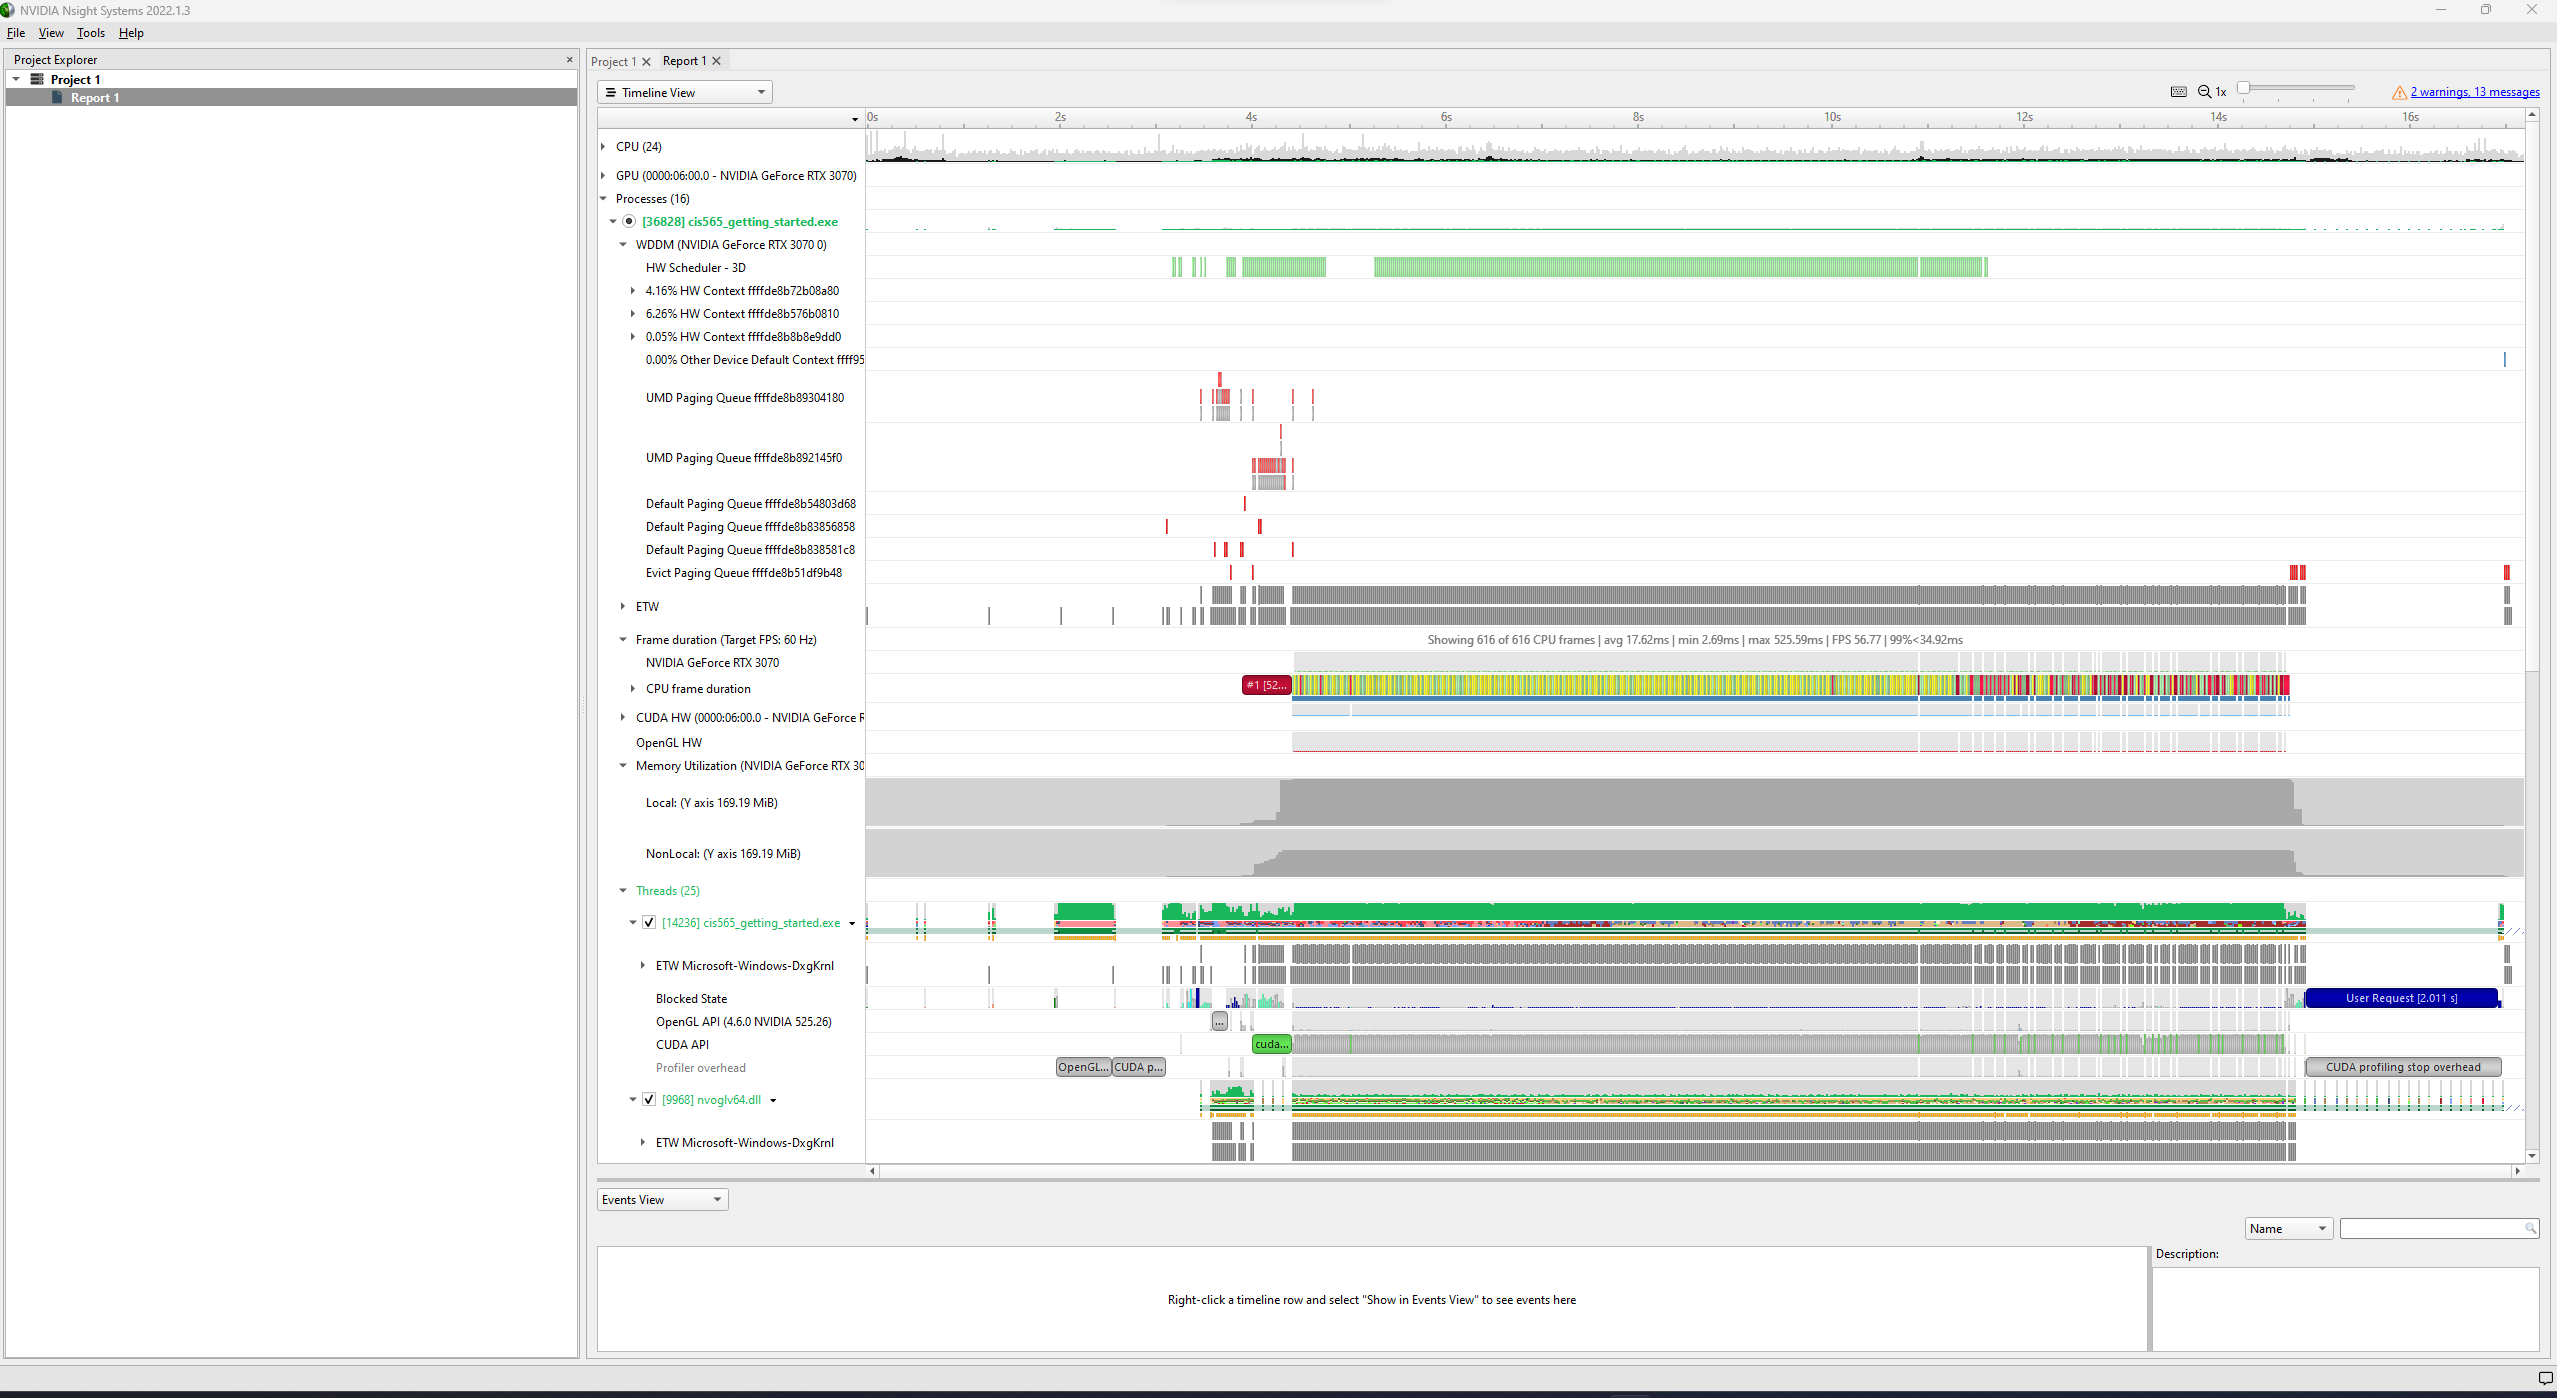 NVIDIA Nsight Systems 2022.1.3
File View Tools Help
Project Explorer
Project 1
Report 1
Project 1 Report 1
Timeline View
1x
2 warnings, 13 messages
0s 2s 4s 6s 8s 10s 12s 14s 16s
CPU (24)
GPU (0000:06:00.0 - NVIDIA GeForce RTX 3070)
Processes (16)
[36828] cis565_getting_started.exe
WDDM (NVIDIA GeForce RTX 3070 0)
HW Scheduler - 3D
4.16% HW Context ffffde8b72b08a80
6.26% HW Context ffffde8b576b0810
0.05% HW Context ffffde8b8b8e9dd0
0.00% Other Device Default Context ffff95
UMD Paging Queue ffffde8b89304180
UMD Paging Queue ffffde8b892145f0
Default Paging Queue ffffde8b54803d68
Default Paging Queue ffffde8b83856858
Default Paging Queue ffffde8b838581c8
Evict Paging Queue ffffde8b51df9b48
ETW
Frame duration (Target FPS: 60 Hz)
Showing 616 of 616 CPU frames | avg 17.62ms | min 2.69ms | max 525.59ms | FPS 56.77 | 99%<34.92ms
NVIDIA GeForce RTX 3070
CPU frame duration
#1 [52...
CUDA HW (0000:06:00.0 - NVIDIA GeForce R
OpenGL HW
Memory Utilization (NVIDIA GeForce RTX 30
Local: (Y axis 169.19 MiB)
NonLocal: (Y axis 169.19 MiB)
Threads (25)
[14236] cis565_getting_started.exe
ETW Microsoft-Windows-DxgKrnl
Blocked State
User Request [2.011 s]
OpenGL API (4.6.0 NVIDIA 525.26)
...
CUDA API
cuda...
Profiler overhead
OpenGL... CUDA p...
CUDA profiling stop overhead
[9968] nvoglv64.dll
ETW Microsoft-Windows-DxgKrnl
Events View
Name
Description:
Right-click a timeline row and select "Show in Events View" to see events here